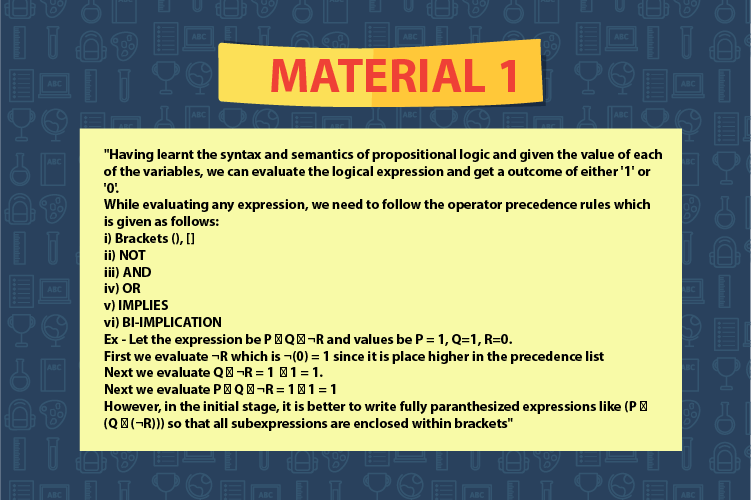 MATERIAL 1
"Having learnt the syntax and semantics of propositional logic and given the value of each
of the variables, we can evaluate the logical expression and get a outcome of either '1' or
'0'.
While evaluating any expression, we need to follow the operator precedence rules which
is given as follows:
i) Brackets (), []
ii) NOT
iii) AND
iv) OR
v) IMPLIES
vi) BI-IMPLICATION
Ex - Let the expression be P  Q  ¬R and values be P = 1, Q=1, R=0.
First we evaluate ¬R which is ¬(0) = 1 since it is place higher in the precedence list
Next we evaluate Q  ¬R = 1  1 = 1.
Next we evaluate P  Q  ¬R = 1  1 = 1
However, in the initial stage, it is better to write fully paranthesized expressions like (P 
(Q  (¬R))) so that all subexpressions are enclosed within brackets"